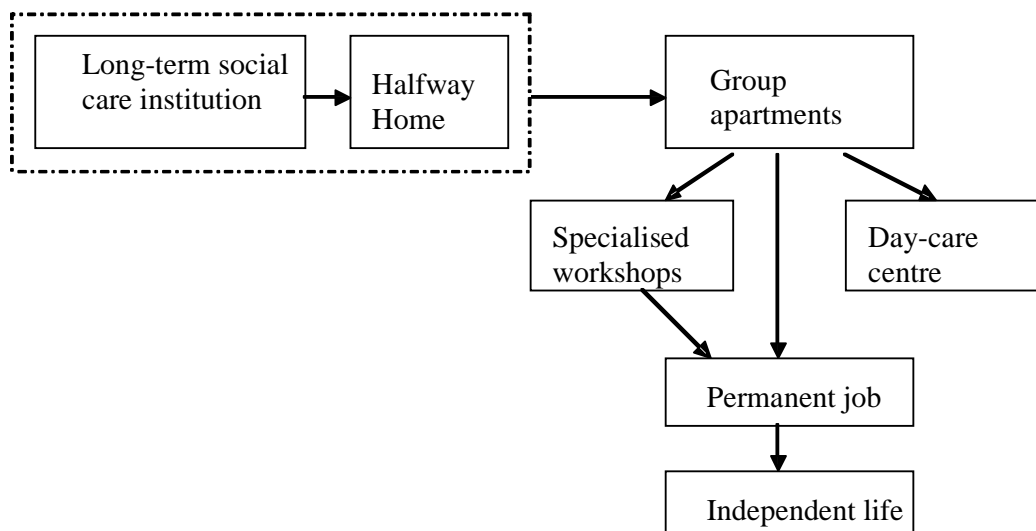 Long-term social
care institution
Halfway
Home
Group
apartments
Specialised
workshops
Day-care
centre
Permanent job
Independent life